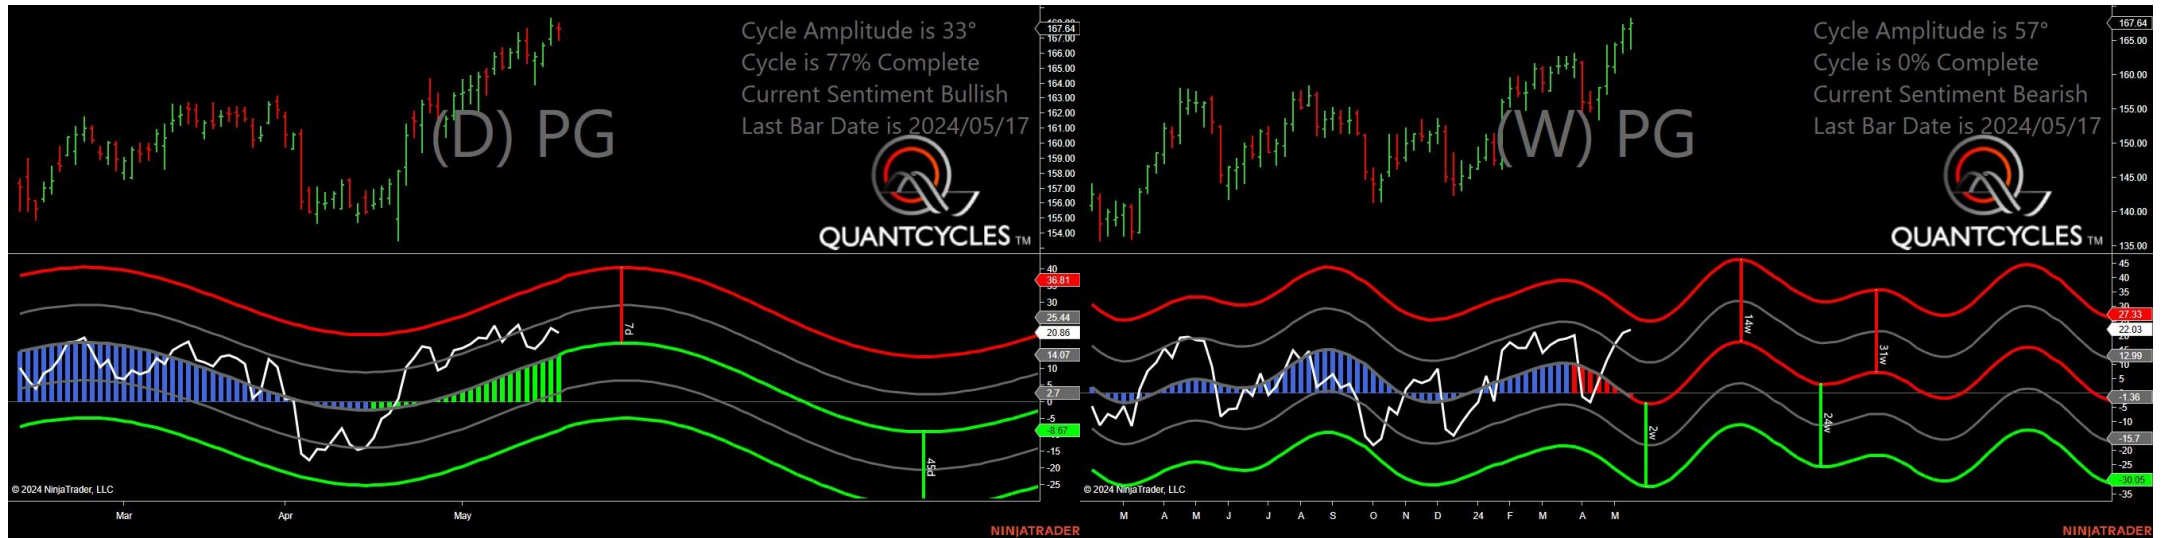 Cycle Amplitude is 33°
Cycle is 77% Complete
Current Sentiment Bullish
Last Bar Date is 2024/05/17
(D) PG
QUANTCYCLES TM
167.64
167.00
166.00
165.00
164.00
163.00
162.00
161.00
160.00
159.00
158.00
157.00
156.00
155.00
154.00
40
36.81
30
25.44
20.86
14.07
10
5
2.7
0
-5
-8.67
-15
-20
-25
7d
45d
© 2024 NinjaTrader, LLC
Mar Apr May
NINJATRADER
Cycle Amplitude is 57°
Cycle is 0% Complete
Current Sentiment Bearish
Last Bar Date is 2024/05/17
(W) PG
QUANTCYCLES TM
167.64
165.00
160.00
155.00
150.00
145.00
140.00
135.00
45
40
35
30
27.33
22.03
12.99
10
5
-1.36
-5
-10
-15.7
-20
-25
-30.05
-35
14w
31w
2w
24w
© 2024 NinjaTrader, LLC
M A M J J A S O N D 24 F M A M
NINJATRADER